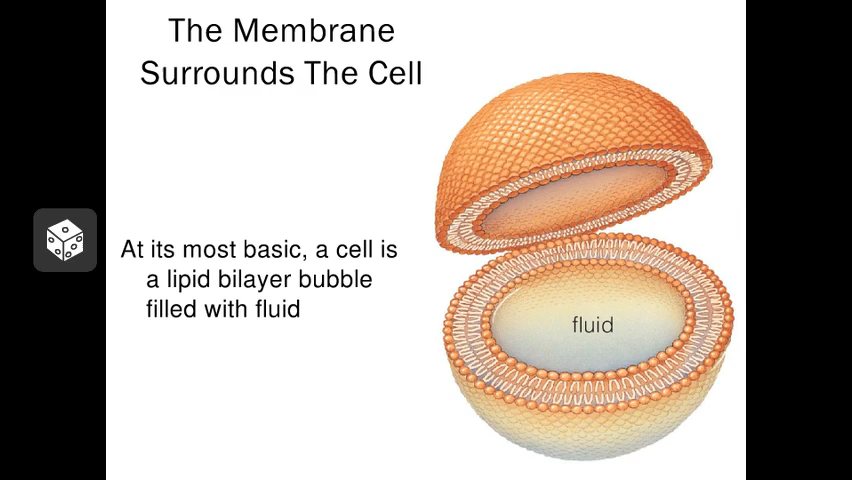 The Membrane
Surrounds The Cell
At its most basic, a cell is
a lipid bilayer bubble
filled with fluid
fluid